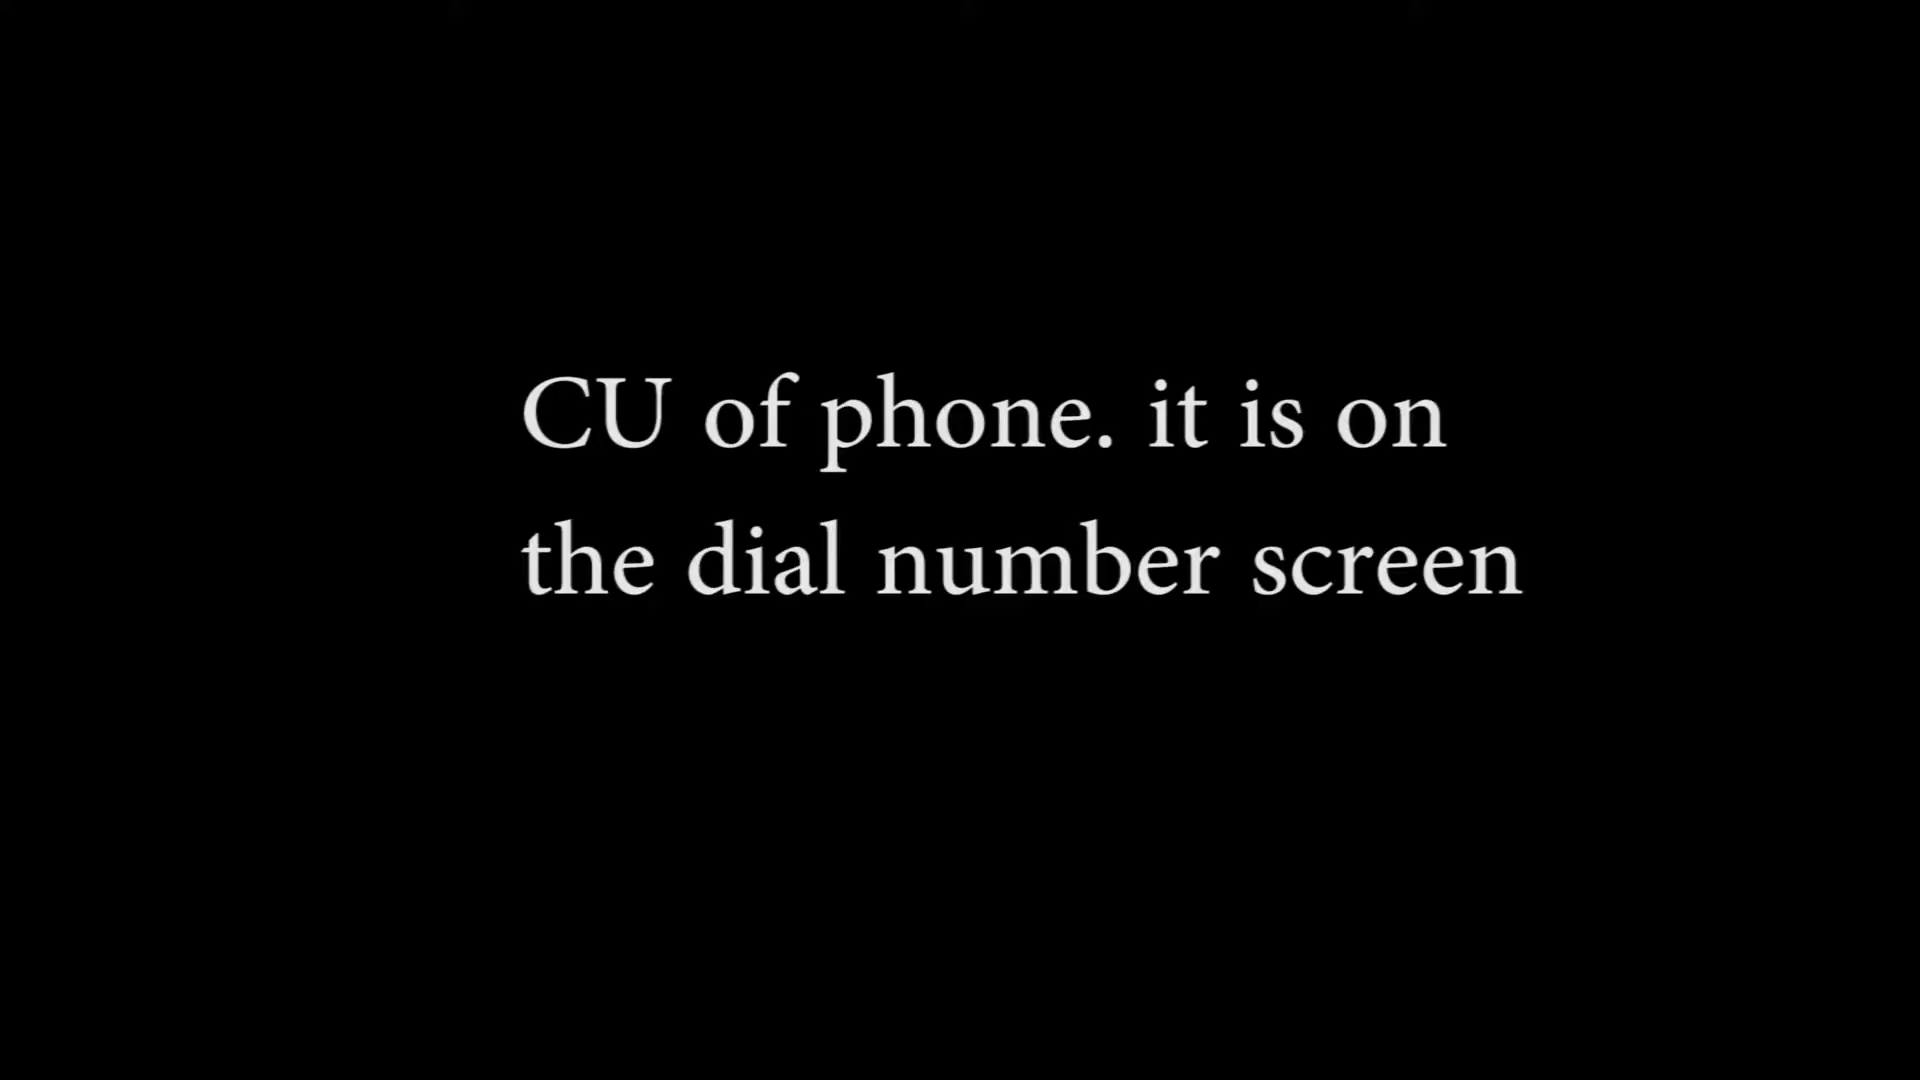 CU of phone. it is on
the dial number screen